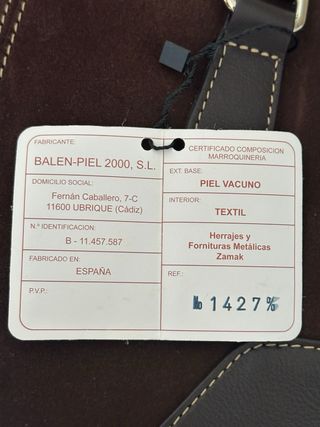 FABRICANTE:
BALEN-PIEL 2000, S.L.
DOMICILIO SOCIAL:
Fernán Caballero, 7-C
11600 UBRIQUE (Cádiz)
N.º IDENTIFICACION:
B - 11.457.587
FABRICADO EN:
ESPAÑA
P.V.P.:
CERTIFICADO COMPOSICION
MARROQUINERIA
EXT. BASE:
PIEL VACUNO
INTERIOR:
TEXTIL
Herrajes y
Fornituras Metálicas
Zamak
REF.:
1427